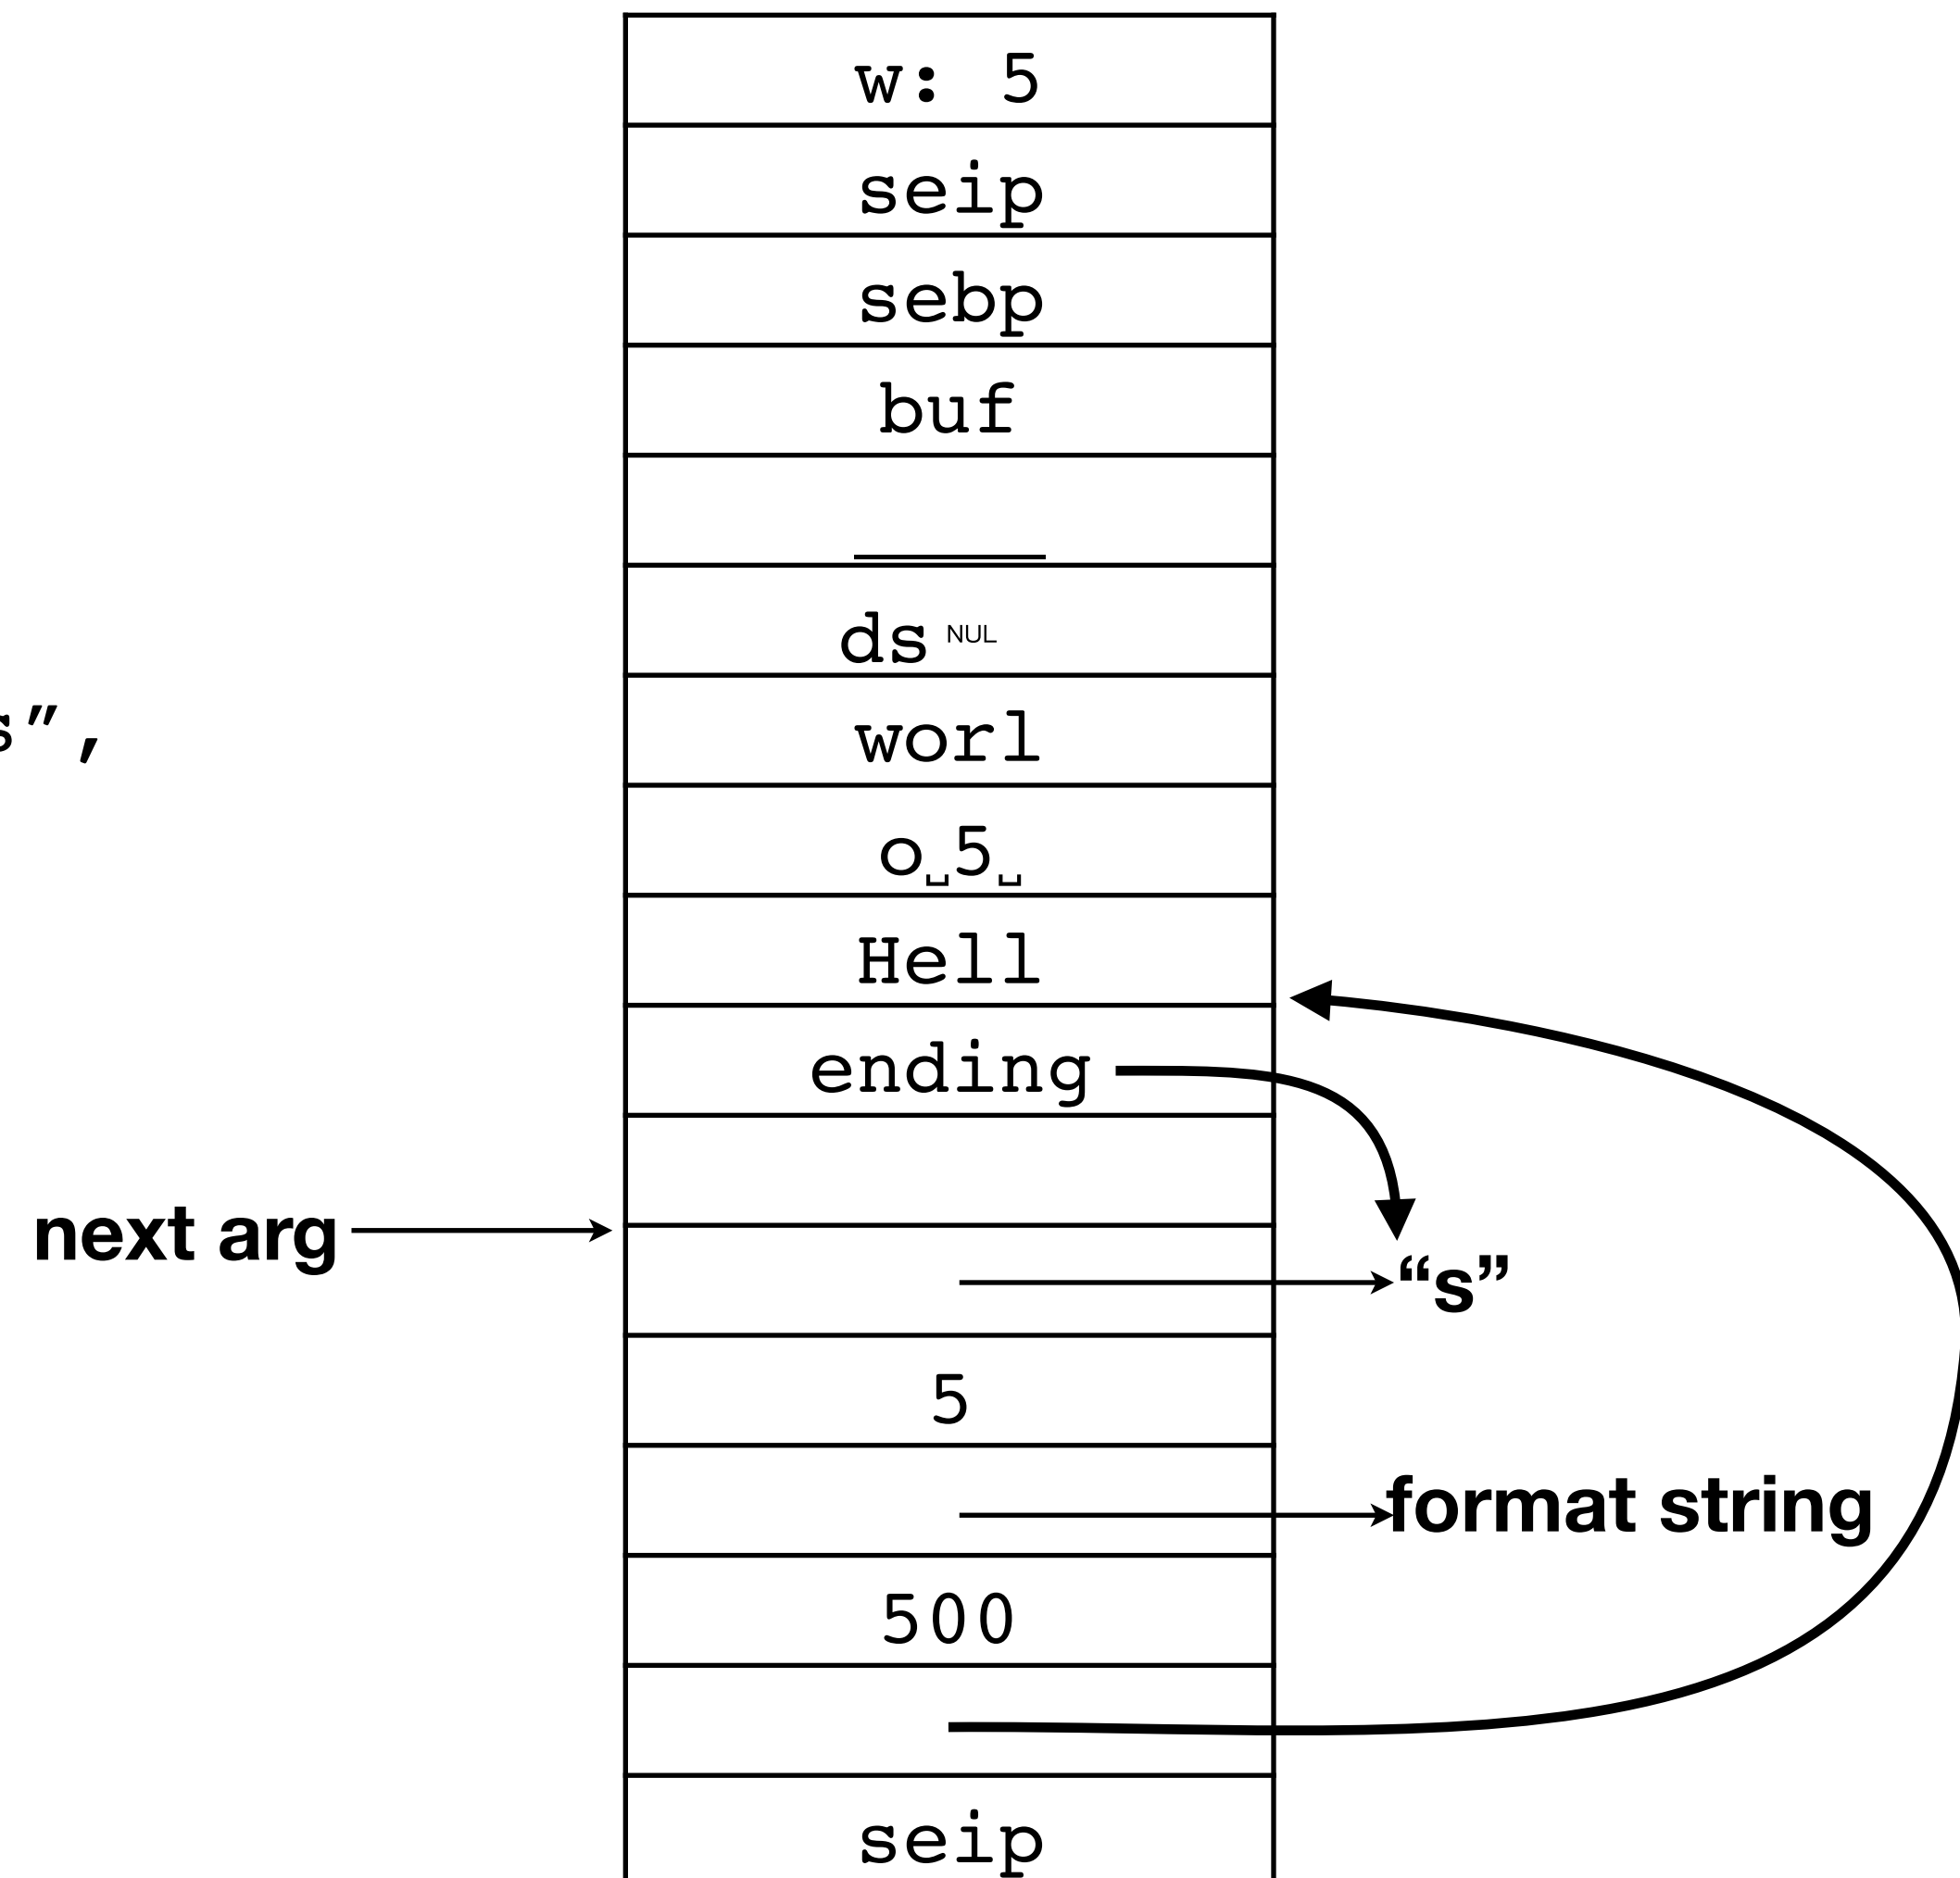 w: 5
seip
sebp
buf
ds NUL
s”,
worl
o␣5␣
Hell
ending
next arg
“s”
5
format string
500
seip